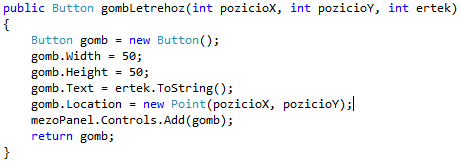 public Button gombLetrehoz(int pozicioX, int pozicioY, int ertek)
{
    Button gomb = new Button();
    gomb.Width = 50;
    gomb.Height = 50;
    gomb.Text = ertek.ToString();
    gomb.Location = new Point(pozicioX, pozicioY);
    mezoPanel.Controls.Add(gomb);
    return gomb;
}